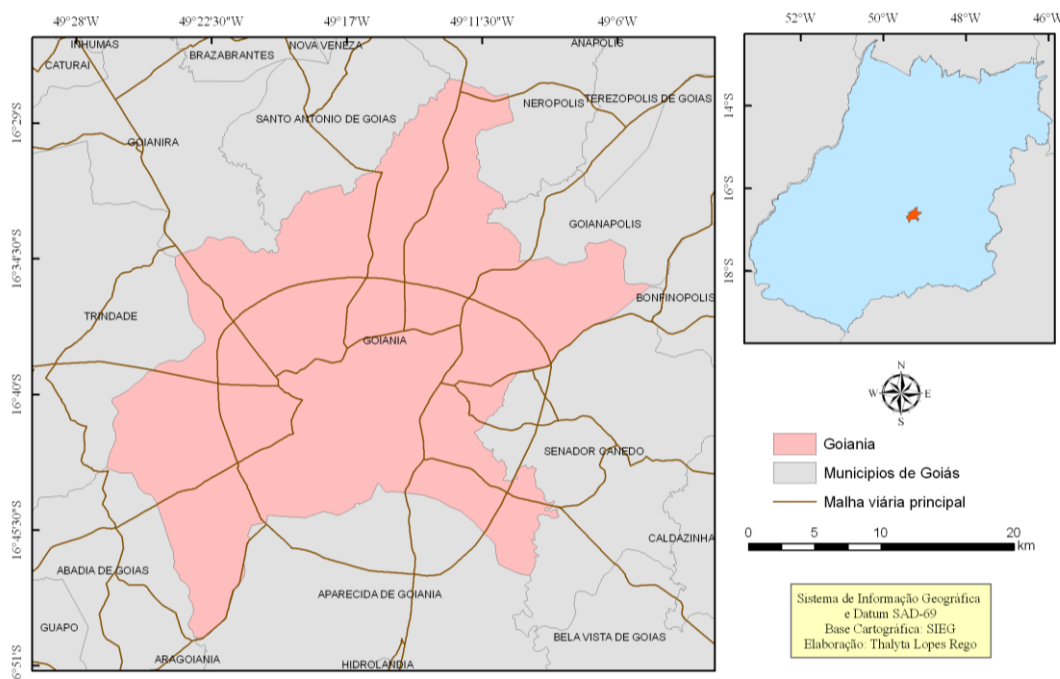 49°28'W 49°22'30"W 49°17'W 49°11'30"W 49°6'W
INHUMAS
NOVA VENEZA
ANAPOLIS
CATURAI
BRAZABRANTES
NEROPOLIS
TEREZOPOLIS DE GOIAS
SANTO ANTONIO DE GOIAS
GOIANIRA
GOIANAPOLIS
BONFINOPOLIS
TRINDADE
GOIANIA
SENADOR CANEDO
CALDAZINHA
ABADIA DE GOIAS
APARECIDA DE GOIANIA
GUAPO
BELA VISTA DE GOIAS
ARAGOIANIA
HIDROLANDIA
16°29'S
16°34'30"S
16°40'S
16°45'30"S
6°51'S
52°W 50°W 48°W 46°W
14°S
16°S
18°S
N
W E
S
Goiania
Municipios de Goiás
Malha viária principal
0 5 10 20
km
Sistema de Informação Geográfica
e Datum SAD-69
Base Cartográfica: SIEG
Elaboração: Thalyta Lopes Rego